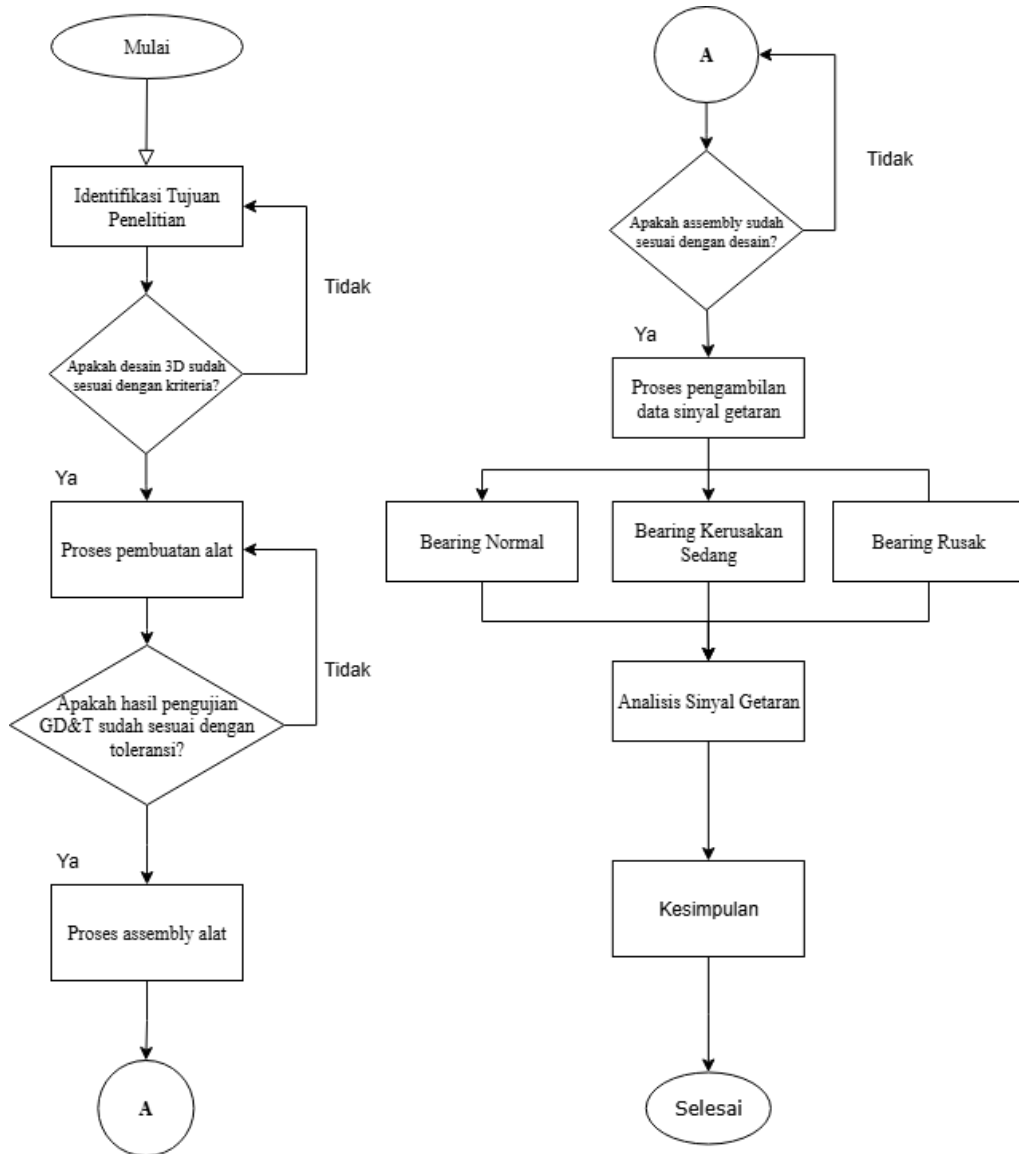 Mulai
Identifikasi Tujuan
Penelitian
Tidak
Apakah desain 3D sudah
sesuai dengan kriteria?
Ya
Proses pembuatan alat
Tidak
Apakah hasil pengujian
GD&T sudah sesuai dengan
toleransi?
Ya
Proses assembly alat
A
A
Tidak
Apakah assembly sudah
sesuai dengan desain?
Ya
Proses pengambilan
data sinyal getaran
Bearing Normal
Bearing Kerusakan
Sedang
Bearing Rusak
Analisis Sinyal Getaran
Kesimpulan
Selesai